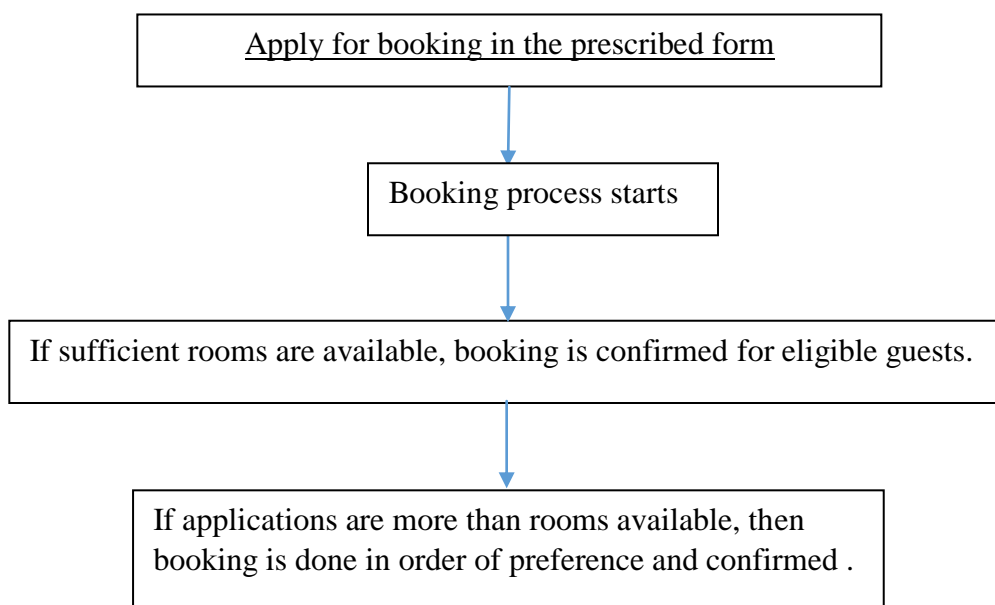 Apply for booking in the prescribed form
Booking process starts
If sufficient rooms are available, booking is confirmed for eligible guests.
If applications are more than rooms available, then
booking is done in order of preference and confirmed .